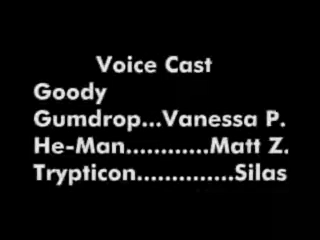 Voice Cast
Goody
Gumdrop...Vanessa P.
He-Man............Matt Z.
Trypticon..............Silas